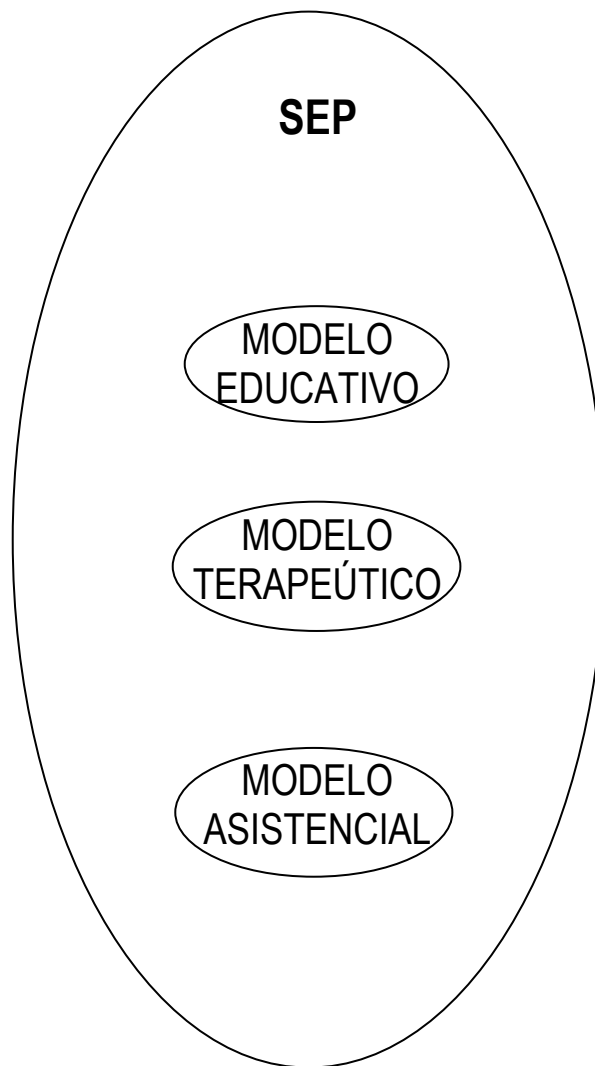 SEP
MODELO
EDUCATIVO
MODELO
TERAPEÚTICO
MODELO
ASISTENCIAL